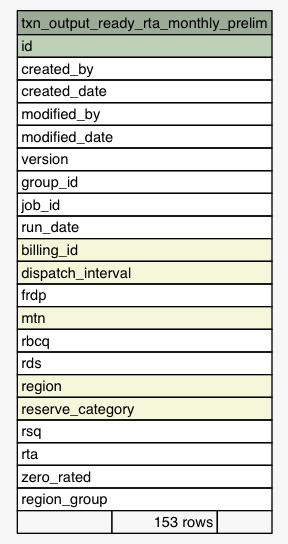 txn_output_ready_rta_monthly_prelim
id
created_by
created_date
modified_by
modified_date
version
group_id
job_id
run_date
billing_id
dispatch_interval
frdp
mtn
rbcq
rds
region
reserve_category
rsq
rta
zero_rated
region_group
153 rows